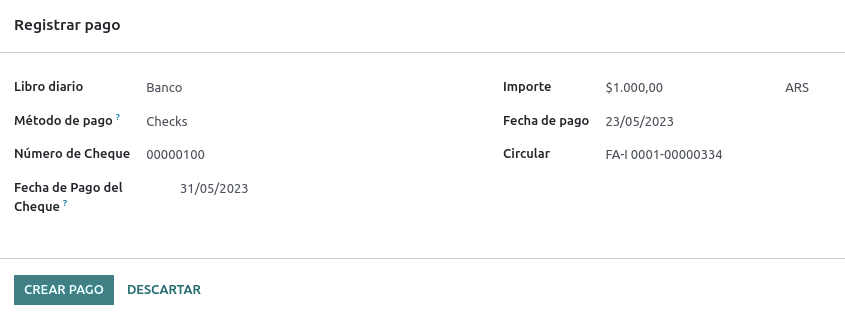 Registrar pago
Libro diario Banco Importe $1.000,00 ARS
Método de pago ? Checks Fecha de pago 23/05/2023
Número de Cheque 00000100 Circular FA-I 0001-00000334
Fecha de Pago del 31/05/2023
Cheque ?
CREAR PAGO DESCARTAR